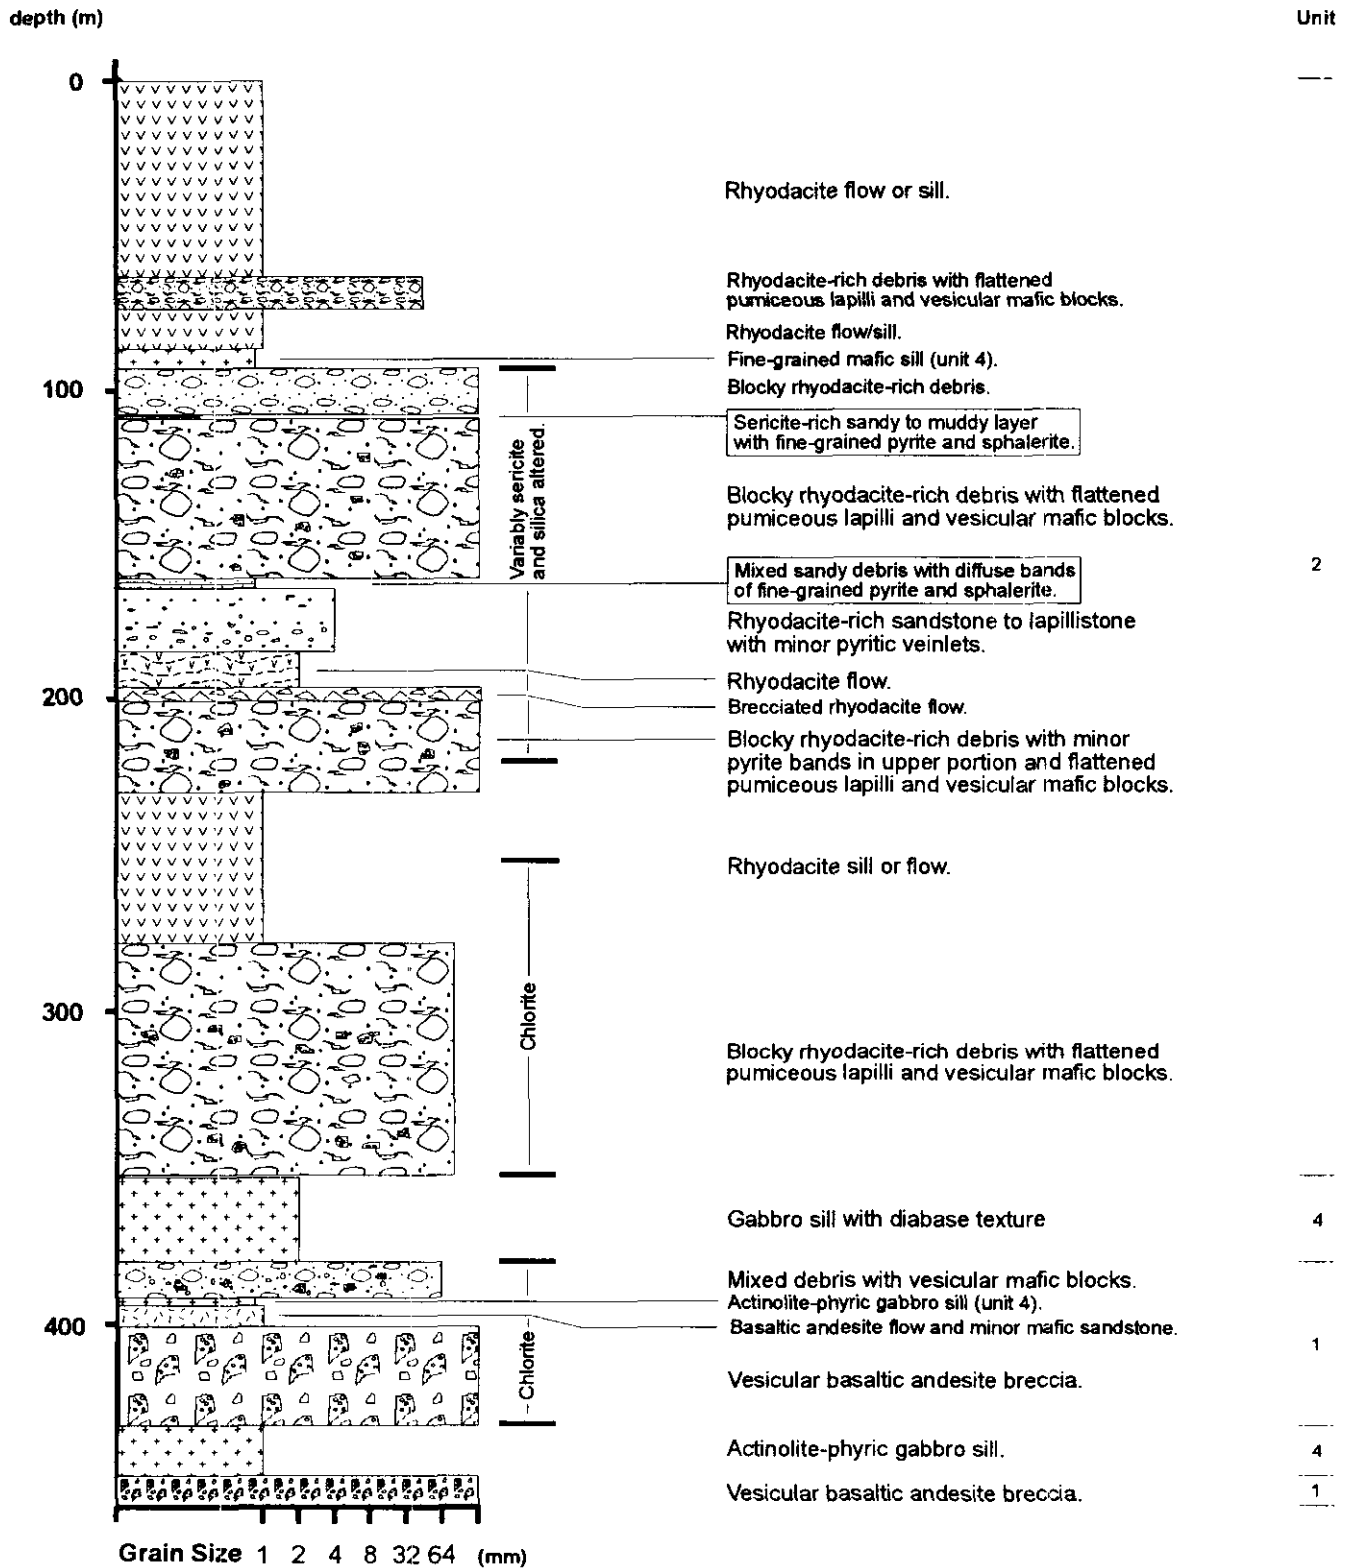 depth (m)
Unit
0
Rhyodacite flow or sill.
Rhyodacite-rich debris with flattened
pumiceous lapilli and vesicular mafic blocks.
Rhyodacite flow/sill.
Fine-grained mafic sill (unit 4).
100
Blocky rhyodacite-rich debris.
Sericite-rich sandy to muddy layer
with fine-grained pyrite and sphalerite.
Variably sericite
and silica altered.
Blocky rhyodacite-rich debris with flattened
pumiceous lapilli and vesicular mafic blocks.
2
Mixed sandy debris with diffuse bands
of fine-grained pyrite and sphalerite.
Rhyodacite-rich sandstone to lapillistone
with minor pyritic veinlets.
Rhyodacite flow.
200
Brecciated rhyodacite flow.
Blocky rhyodacite-rich debris with minor
pyrite bands in upper portion and flattened
pumiceous lapilli and vesicular mafic blocks.
Rhyodacite sill or flow.
300
Chlorite
Blocky rhyodacite-rich debris with flattened
pumiceous lapilli and vesicular mafic blocks.
Gabbro sill with diabase texture
4
Mixed debris with vesicular mafic blocks.
Actinolite-phyric gabbro sill (unit 4).
400
Basaltic andesite flow and minor mafic sandstone.
1
Chlorite
Vesicular basaltic andesite breccia.
Actinolite-phyric gabbro sill.
4
Vesicular basaltic andesite breccia.
1
Grain Size 1 2 4 8 32 64 (mm)